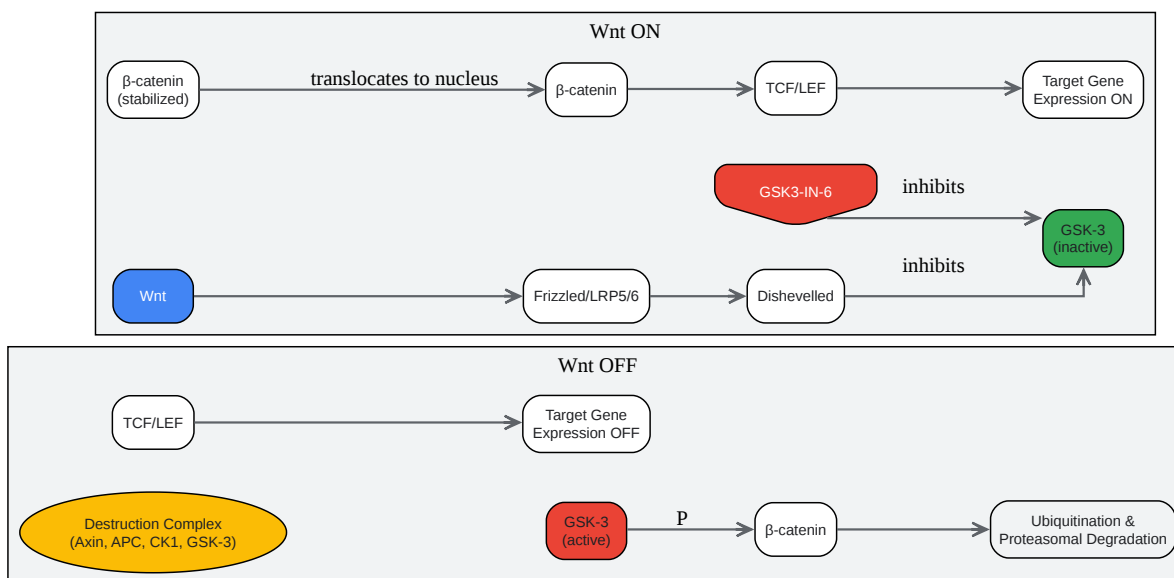 Wnt ON
β-catenin
(stabilized)
translocates to nucleus
β-catenin
TCF/LEF
Target Gene
Expression ON
GSK3-IN-6
inhibits
GSK-3
(inactive)
Wnt
Frizzled/LRP5/6
Dishevelled
inhibits
Wnt OFF
TCF/LEF
Target Gene
Expression OFF
Destruction Complex
(Axin, APC, CK1, GSK-3)
GSK-3
(active)
P
β-catenin
Ubiquitination &
Proteasomal Degradation